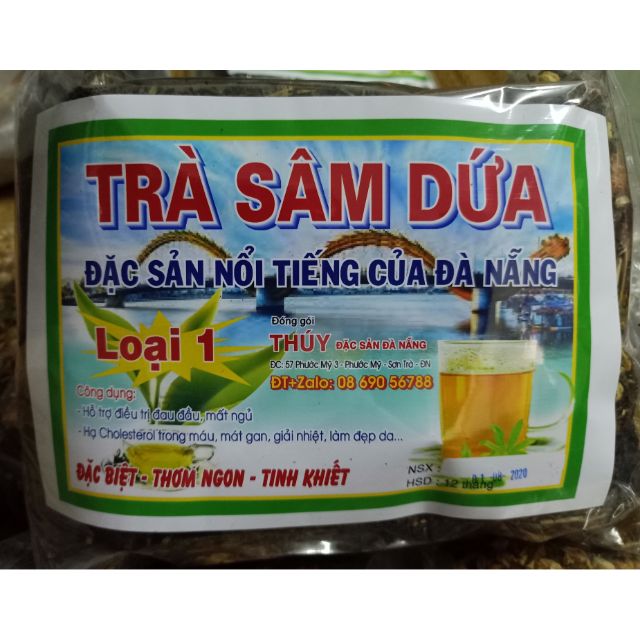 TRÀ SÂM DỨA
ĐẶC SẢN NỔI TIẾNG CỦA ĐÀ NẴNG
Loại 1
Đóng gói
THÚY ĐẶC SẢN ĐÀ NẴNG
ĐC: 57 Phước Mỹ 3 - Phước Mỹ - Sơn Trà - ĐN
ĐT+Zalo: 08 690 56788
Công dụng:
- Hỗ trợ điều trị đau đầu, mất ngủ
- Hạ Cholesterol trong máu, mát gan, giải nhiệt, làm đẹp da...
ĐẶC BIỆT - THƠM NGON - TINH KHIẾT
NSX : 2020
HSD : 12 tháng